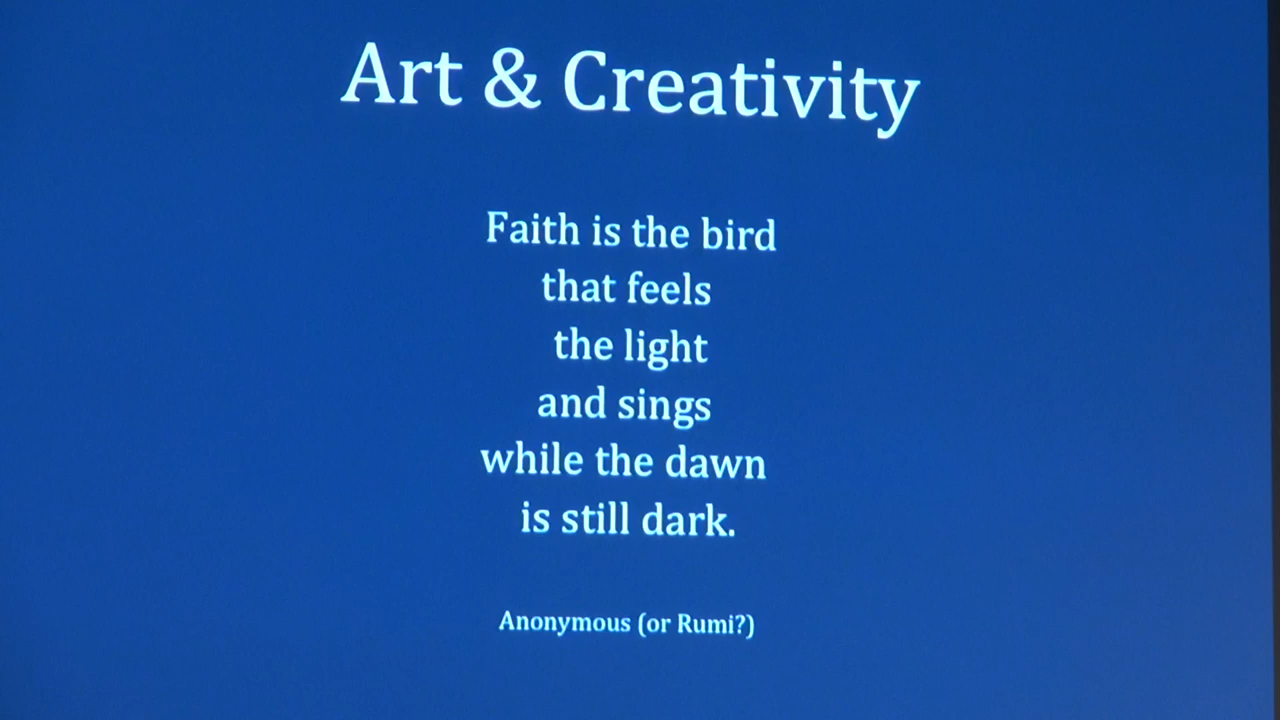 Art & Creativity
Faith is the bird
that feels
the light
and sings
while the dawn
is still dark.
Anonymous (or Rumi?)